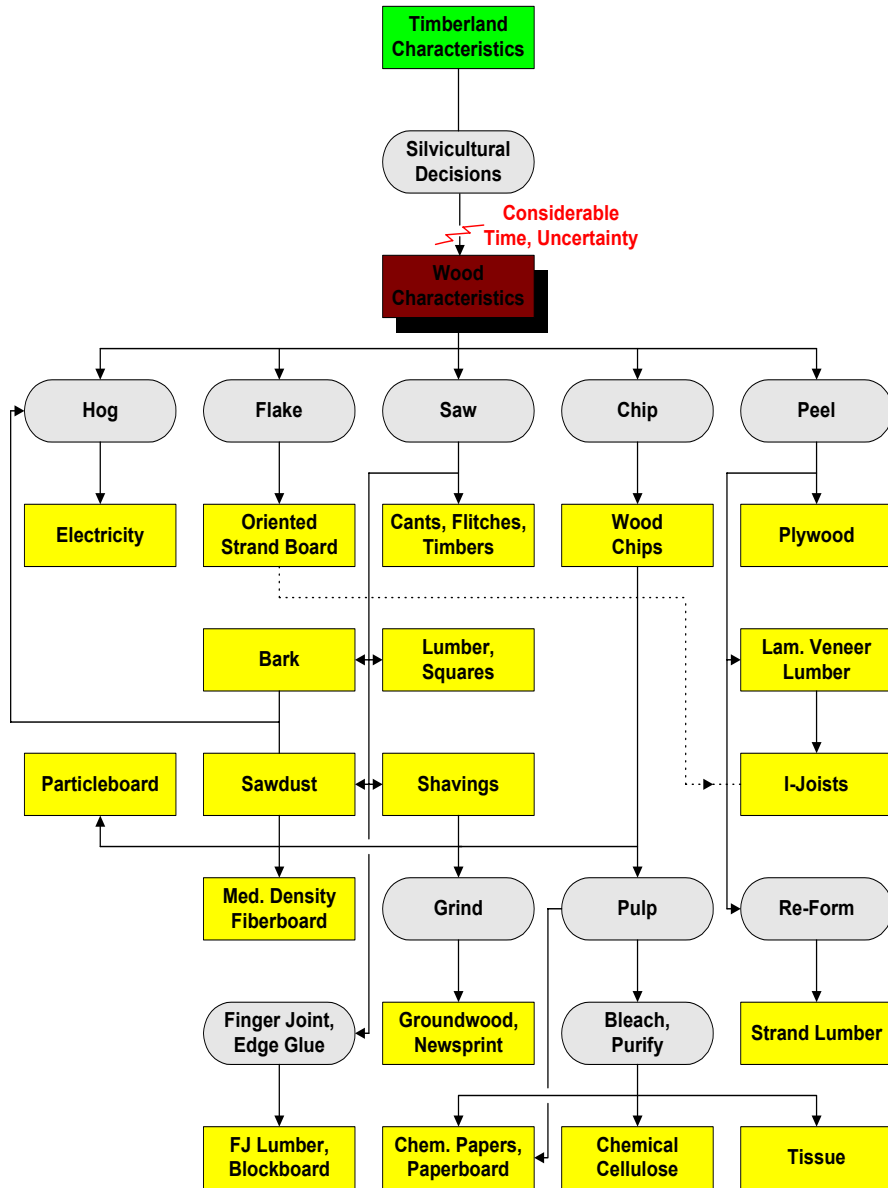 Timberland
Characteristics
Silvicultural
Decisions
Considerable
Time, Uncertainty
Wood
Characteristics
Hog
Flake
Saw
Chip
Peel
Electricity
Oriented
Strand Board
Cants, Flitches,
Timbers
Wood
Chips
Plywood
Bark
Lumber,
Squares
Lam. Veneer
Lumber
Particleboard
Sawdust
Shavings
I-Joists
Med. Density
Fiberboard
Grind
Pulp
Re-Form
Finger Joint,
Edge Glue
Groundwood,
Newsprint
Bleach,
Purify
Strand Lumber
FJ Lumber,
Blockboard
Chem. Papers,
Paperboard
Chemical
Cellulose
Tissue